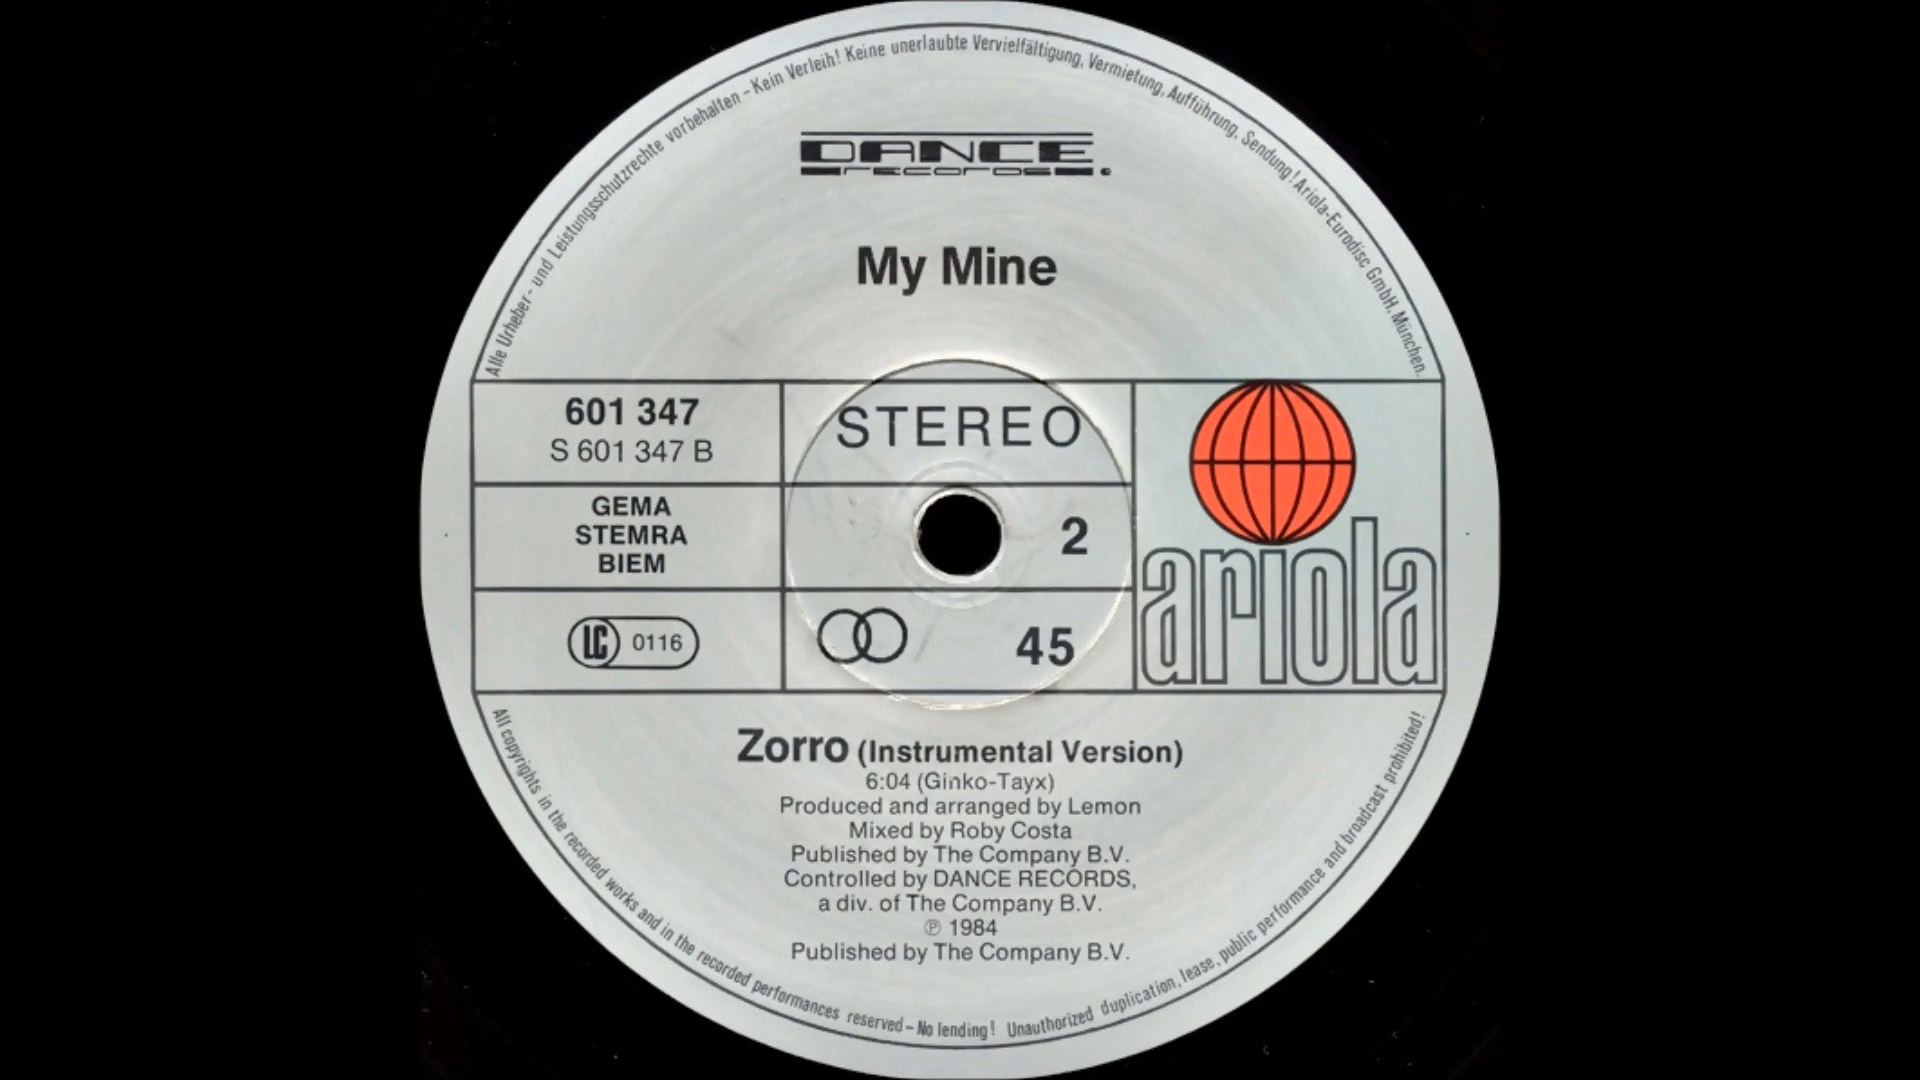 Alle Urheber- und Leistungsschutzrechte vorbehalten – Kein Verleih! Keine unerlaubte Vervielfältigung, Vermietung, Aufführung, Sendung! Ariola-Eurodisc GmbH, München.
DANCE
records
My Mine
601 347
S 601 347 B
STEREO
GEMA
STEMRA
BIEM
2
LC 0116
45
ariola
Zorro (Instrumental Version)
6:04 (Ginko-Tayx)
Produced and arranged by Lemon
Mixed by Roby Costa
Published by The Company B.V.
Controlled by DANCE RECORDS,
a div. of The Company B.V.
℗ 1984
Published by The Company B.V.
All copyrights in the recorded works and in the recorded performances reserved – No lending! Unauthorized duplication, lease, public performance and broadcast prohibited!